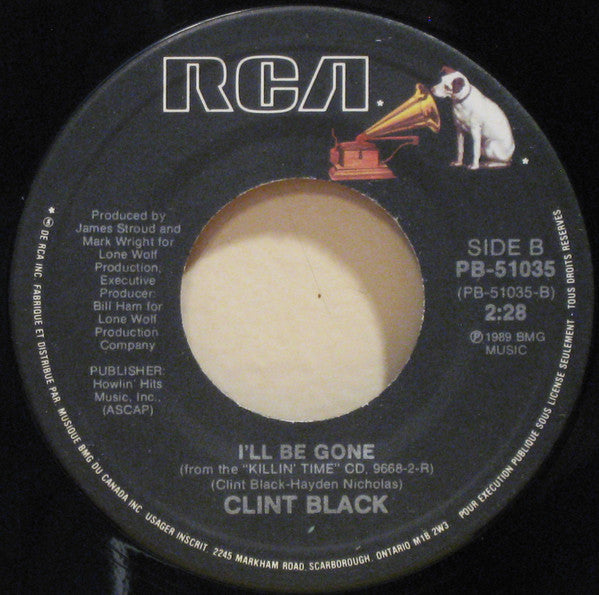 RCA
Produced by
James Stroud and
Mark Wright for
Lone Wolf
Production,
Executive
Producer:
Bill Ham for
Lone Wolf
Production
Company
PUBLISHER:
Howlin' Hits
Music, Inc.,
(ASCAP)
SIDE B
PB-51035
(PB-51035-B)
2:28
℗ 1989 BMG
MUSIC
I'LL BE GONE
(from the "KILLIN' TIME" CD, 9668-2-R)
(Clint Black-Hayden Nicholas)
CLINT BLACK
DE RCA INC. FABRIQUE ET DISTRIBUE PAR MUSIQUE BMG DU CANADA INC. USAGER INSCRIT. 2245 MARKHAM ROAD, SCARBOROUGH, ONTARIO M1B 2W3 POUR EXÉCUTION PUBLIQUE SOUS LICENSE SEULEMENT - TOUS DROITS RESERVES